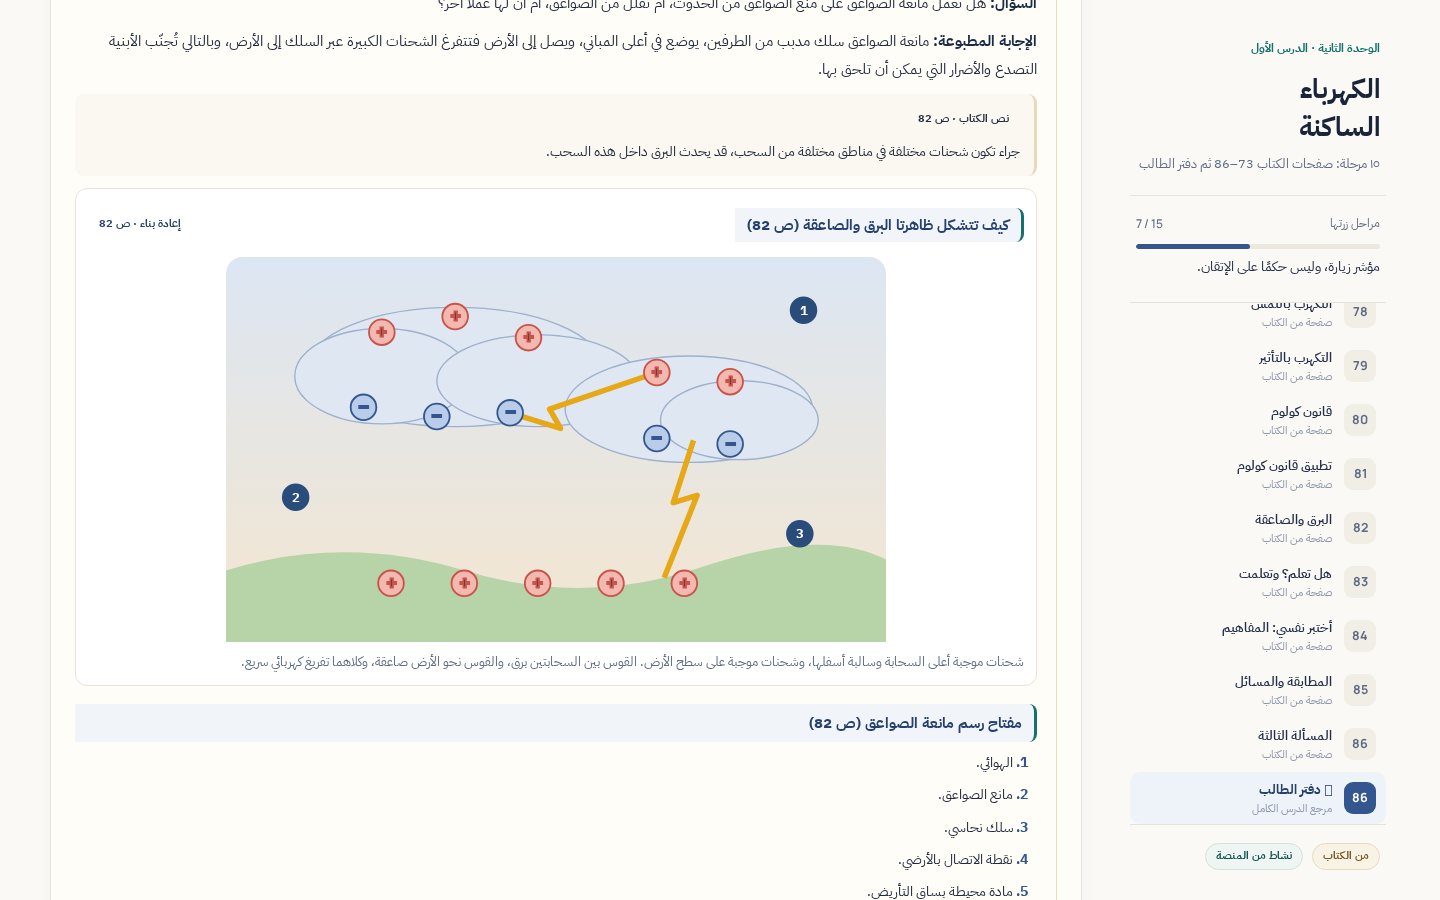 الوحدة الثانية · الدرس الأول
الكهرباء
الساكنة
١٥ مرحلة: صفحات الكتاب 73–86 ثم دفتر الطالب
مراحل زرتها
7 / 15
مؤشر زيارة، وليس حكمًا على الإتقان.
78
التكهرب باللمس
صفحة من الكتاب
79
التكهرب بالتأثير
صفحة من الكتاب
80
قانون كولوم
صفحة من الكتاب
81
تطبيق قانون كولوم
صفحة من الكتاب
82
البرق والصاعقة
صفحة من الكتاب
83
هل تعلم؟ وتعلمت
صفحة من الكتاب
84
أختبر نفسي: المفاهيم
صفحة من الكتاب
85
المطابقة والمسائل
صفحة من الكتاب
86
المسألة الثالثة
صفحة من الكتاب
86
دفتر الطالب
مرجع الدرس الكامل
من الكتاب
نشاط من المنصة
السؤال: هل تعمل مانعة الصواعق على منع الصواعق من الحدوث، أم تقلل من الصواعق، أم أن لها عملًا آخر؟
الإجابة المطبوعة: مانعة الصواعق سلك مدبب من الطرفين، يوضع في أعلى المباني، ويصل إلى الأرض فتتفرغ الشحنات الكبيرة عبر السلك إلى الأرض، وبالتالي تُجنّب الأبنية
التصدع والأضرار التي يمكن أن تلحق بها.
نص الكتاب · ص 82
جراء تكون شحنات مختلفة في مناطق مختلفة من السحب، قد يحدث البرق داخل هذه السحب.
كيف تتشكل ظاهرتا البرق والصاعقة (ص 82)
إعادة بناء · ص 82
1
2
3
شحنات موجبة أعلى السحابة وسالبة أسفلها، وشحنات موجبة على سطح الأرض. القوس بين السحابتين برق، والقوس نحو الأرض صاعقة، وكلاهما تفريغ كهربائي سريع.
مفتاح رسم مانعة الصواعق (ص 82)
1. الهوائي.
2. مانع الصواعق.
3. سلك نحاسي.
4. نقطة الاتصال بالأرضي.
5. مادة محيطة بساق التأريض.